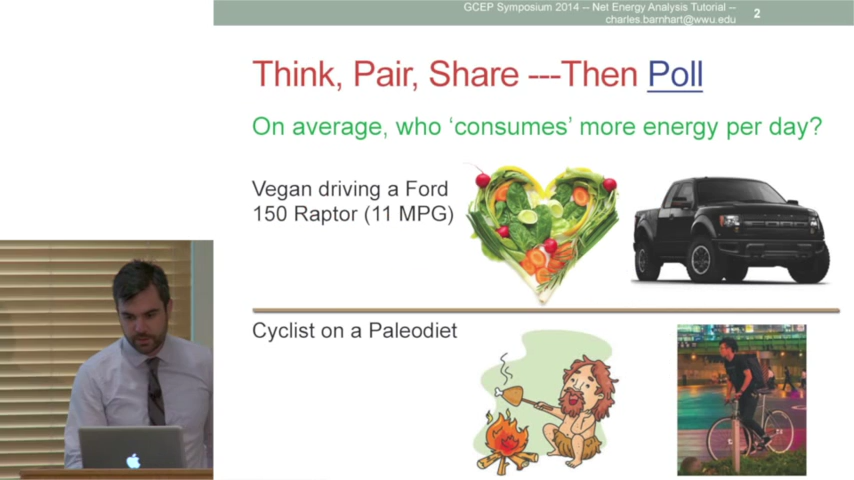 GCEP Symposium 2014 -- Net Energy Analysis Tutorial --
charles.barnhart@wwu.edu
2
Think, Pair, Share ---Then Poll
On average, who ‘consumes’ more energy per day?
Vegan driving a Ford
150 Raptor (11 MPG)
Cyclist on a Paleodiet